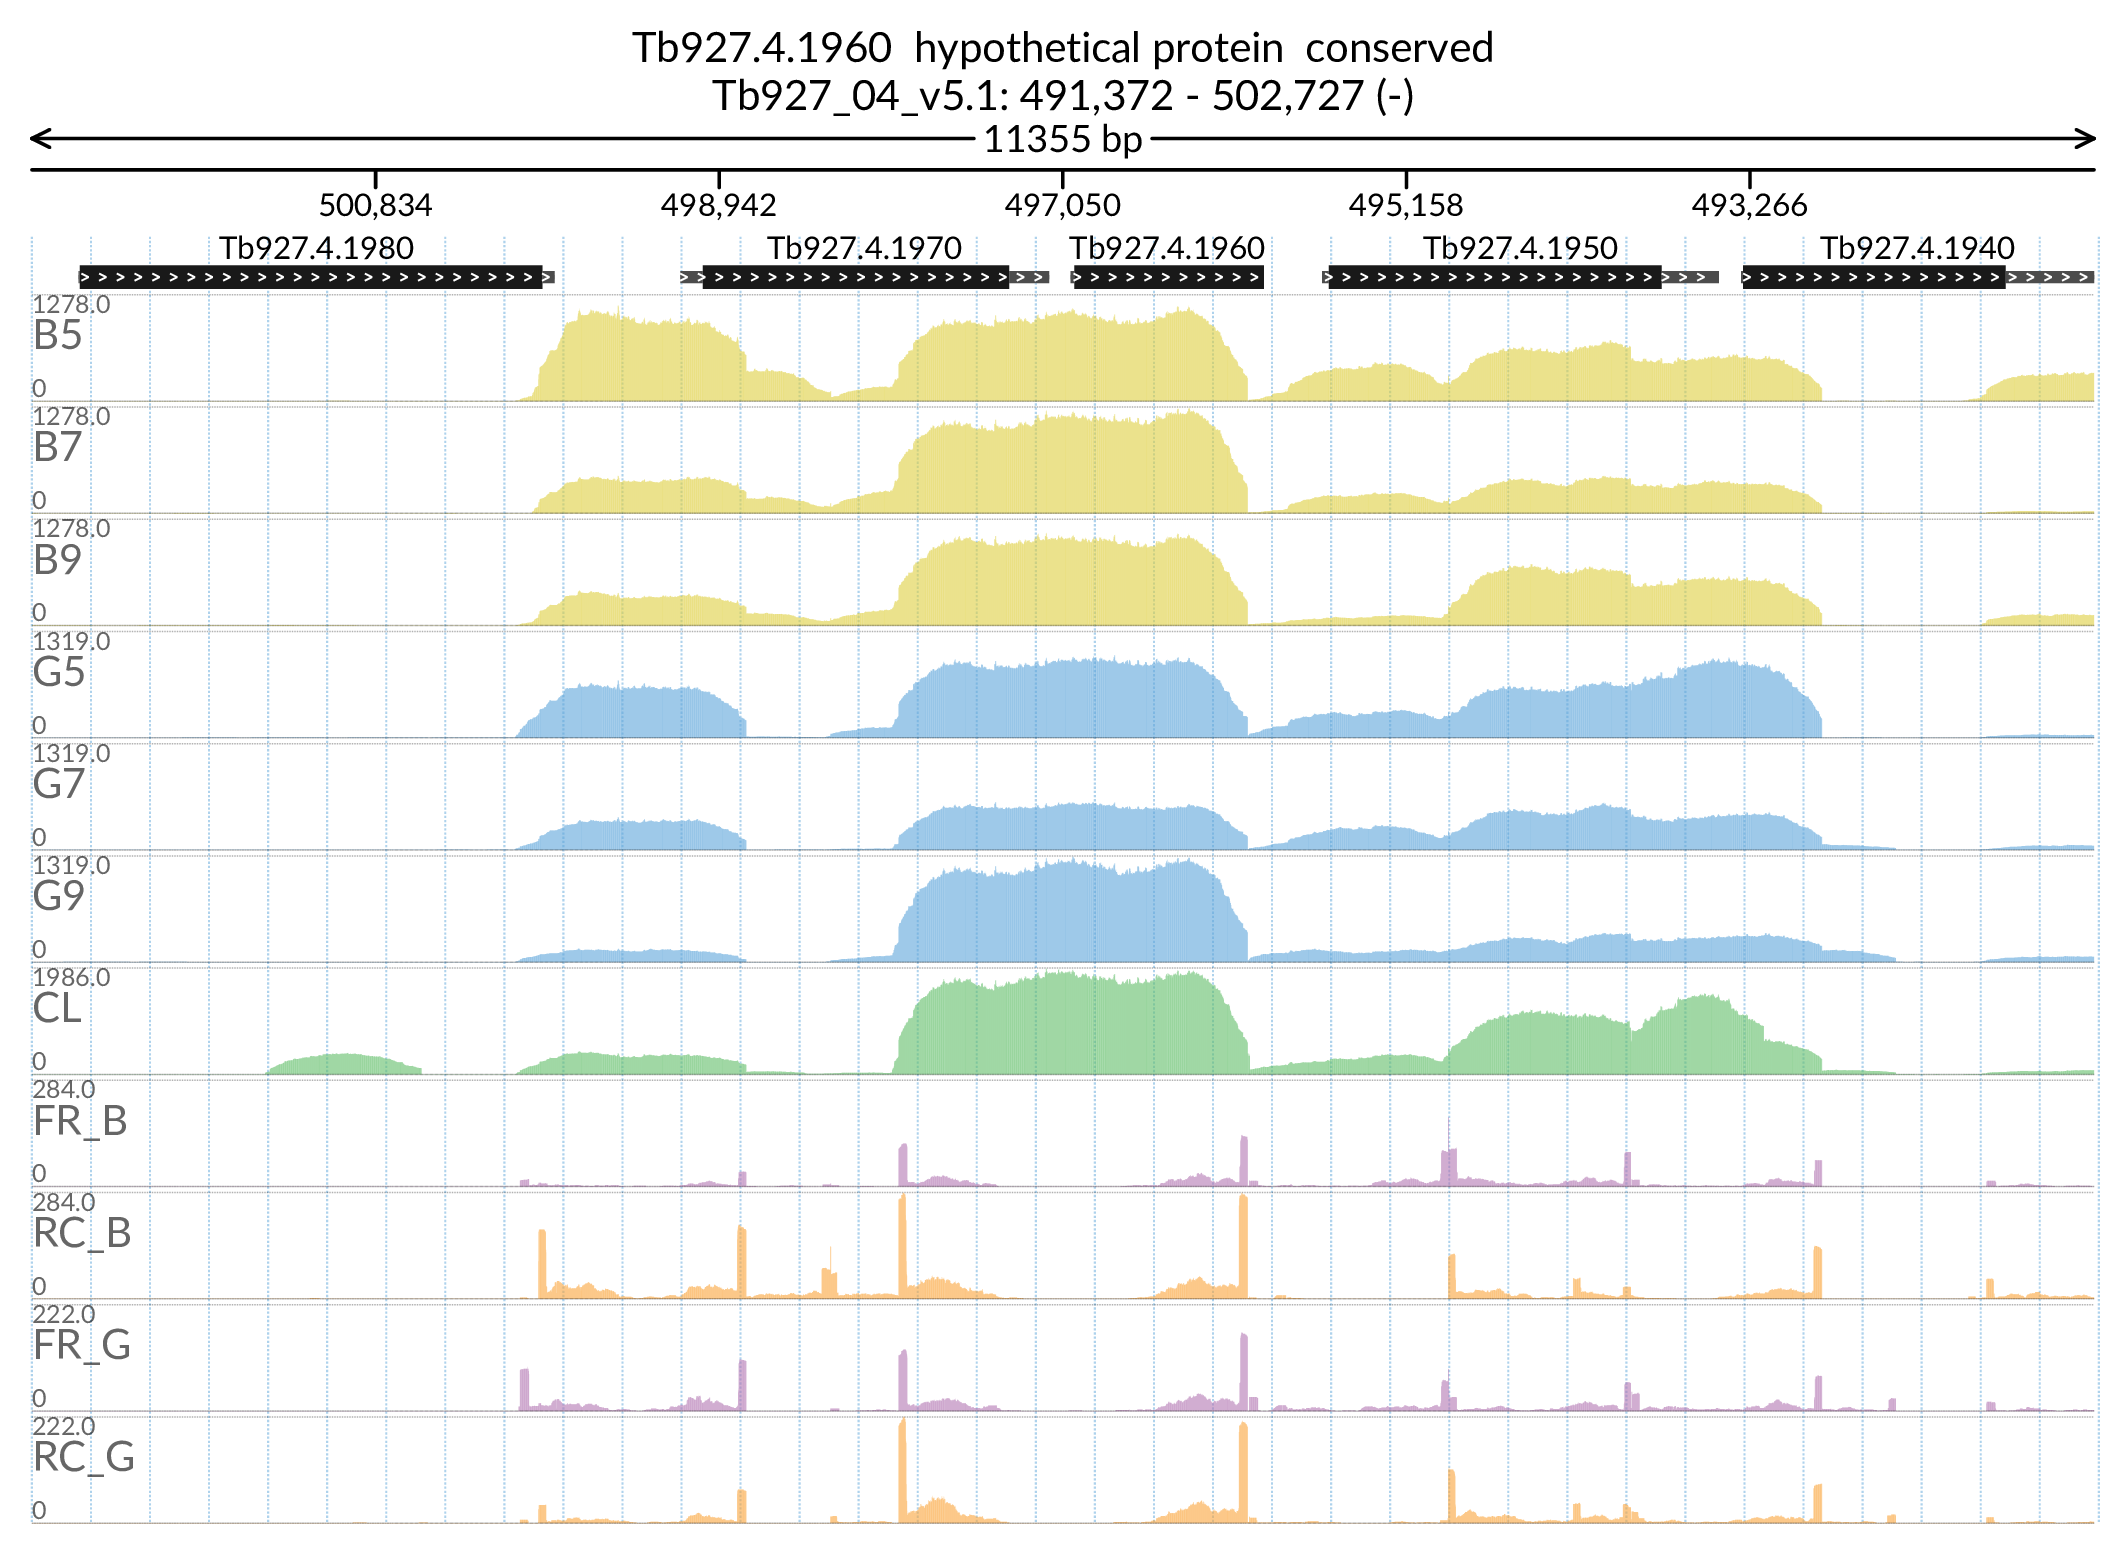 Tb927.4.1960  hypothetical protein  conserved
Tb927_04_v5.1: 491,372 - 502,727 (-)
11355 bp
500,834 498,942 497,050 495,158 493,266
Tb927.4.1980 Tb927.4.1970 Tb927.4.1960 Tb927.4.1950 Tb927.4.1940
1278.0
B5
0
1278.0
B7
0
1278.0
B9
0
1319.0
G5
0
1319.0
G7
0
1319.0
G9
0
1986.0
CL
0
284.0
FR_B
0
284.0
RC_B
0
222.0
FR_G
0
222.0
RC_G
0